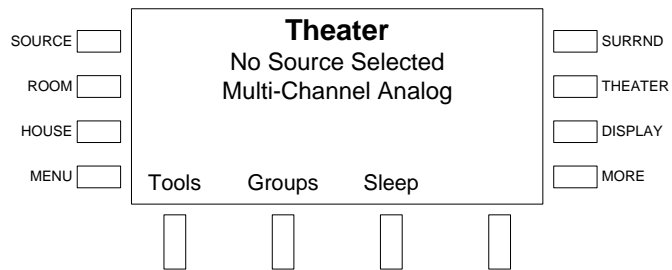 Theater
SOURCE
SURRND
No Source Selected
ROOM
THEATER
Multi-Channel Analog
HOUSE
DISPLAY
MENU
MORE
Tools Groups Sleep